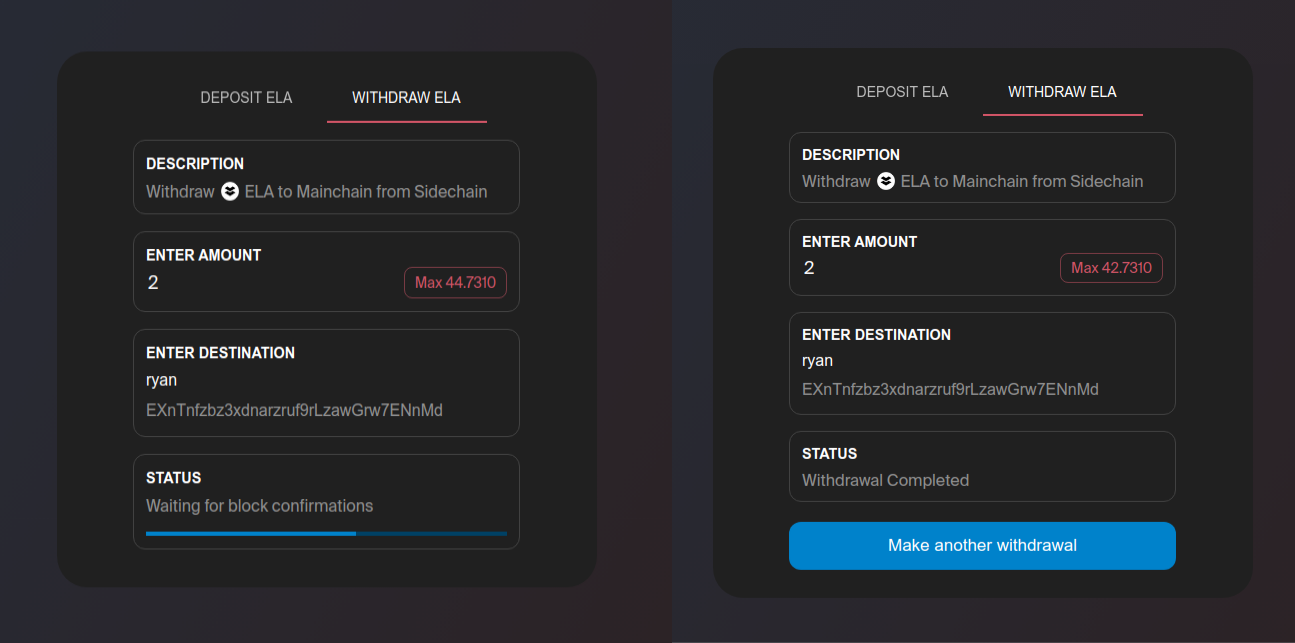 DEPOSIT ELA
WITHDRAW ELA
DESCRIPTION
Withdraw ELA to Mainchain from Sidechain
ENTER AMOUNT
2
Max 44.7310
ENTER DESTINATION
ryan
EXnTnfzbz3xdnarzruf9rLzawGrw7ENnMd
STATUS
Waiting for block confirmations
DEPOSIT ELA
WITHDRAW ELA
DESCRIPTION
Withdraw ELA to Mainchain from Sidechain
ENTER AMOUNT
2
Max 42.7310
ENTER DESTINATION
ryan
EXnTnfzbz3xdnarzruf9rLzawGrw7ENnMd
STATUS
Withdrawal Completed
Make another withdrawal